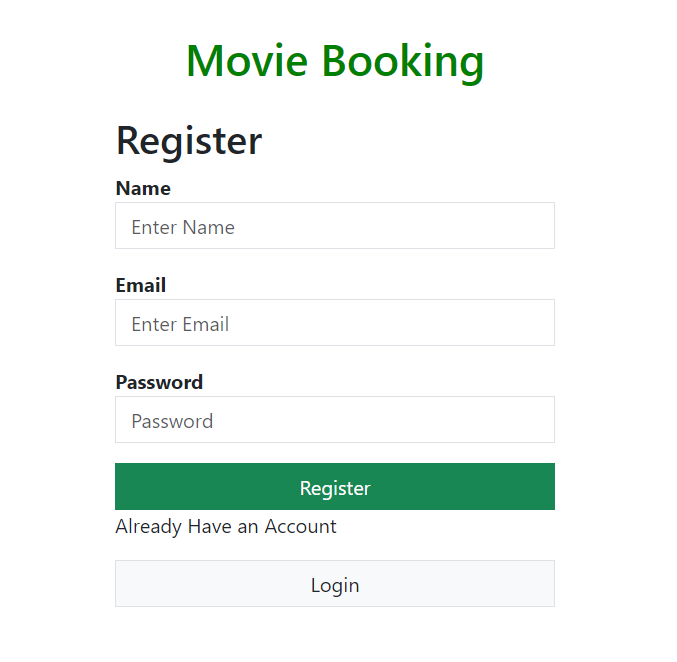 Movie Booking
Register
Name
Enter Name
Email
Enter Email
Password
Password
Register
Already Have an Account
Login